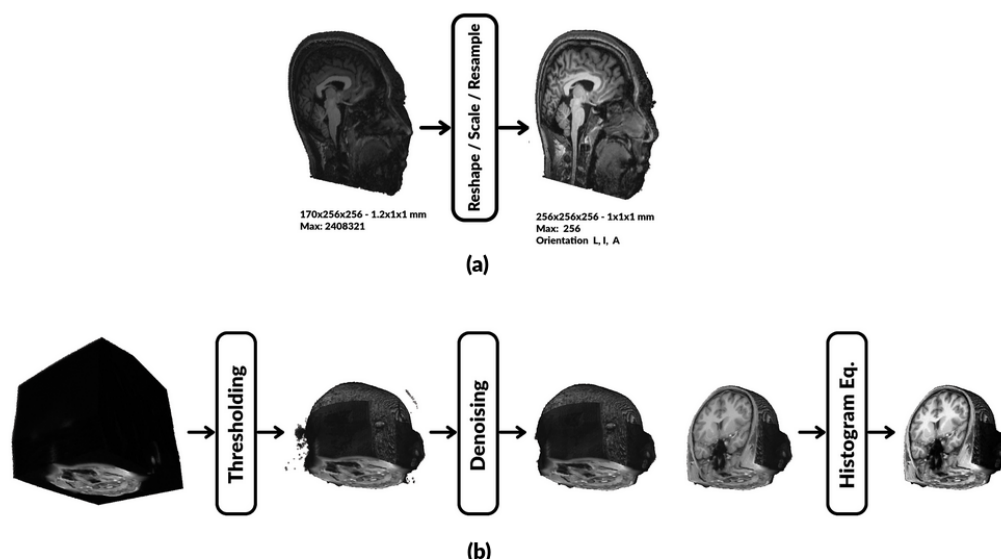 Reshape / Scale / Resample
170x256x256 - 1.2x1x1 mm
Max: 2408321
256x256x256 - 1x1x1 mm
Max: 256
Orientation L, I, A
(a)
Thresholding
Denoising
Histogram Eq.
(b)